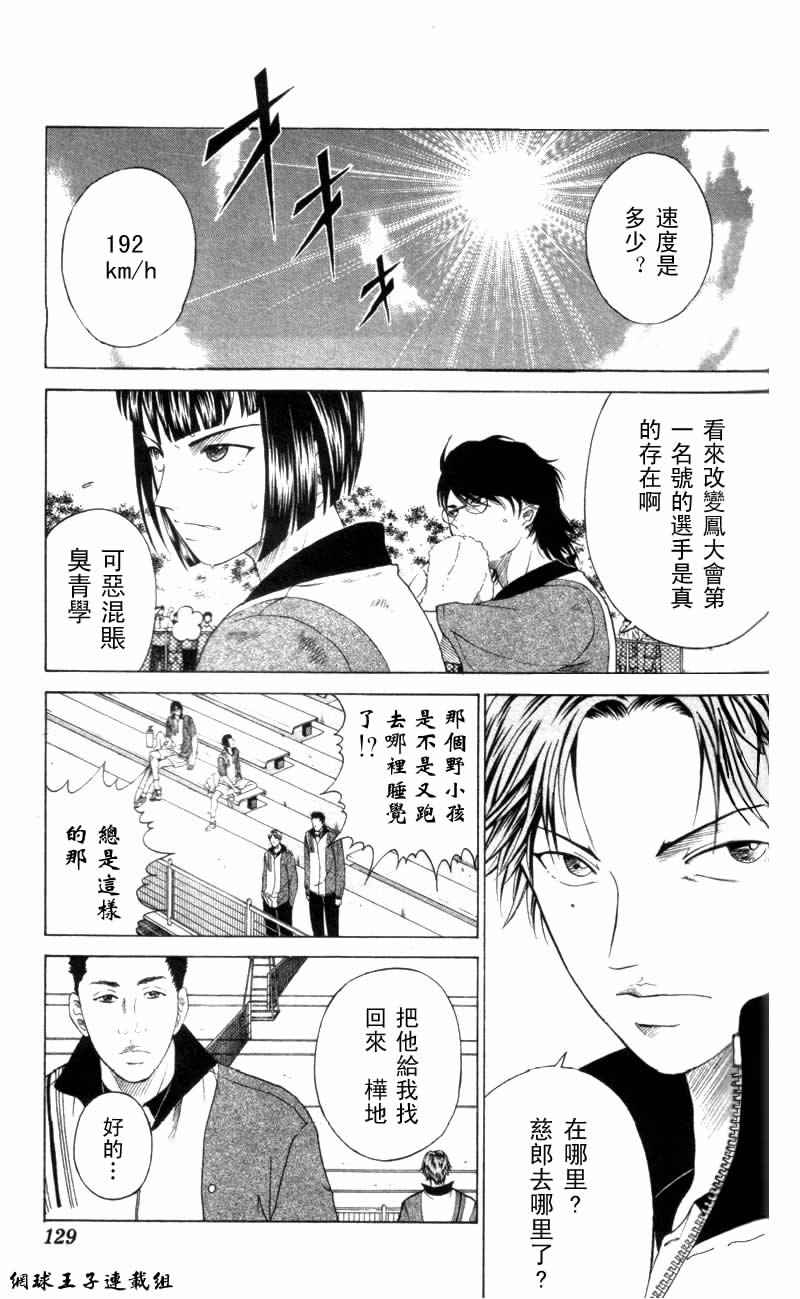 速度是
多少？
192
km/h
ササササ
看來改變鳳大會第
一名號的選手是真
的存在啊
可惡混賬
臭青學
那個野小孩
是不是又跑
去哪裡睡覺
了!?
總是這樣
的那
在哪里？
慈郎去哪里了？
把他給我找
回來 樺地
好的…
129
網球王子連載組